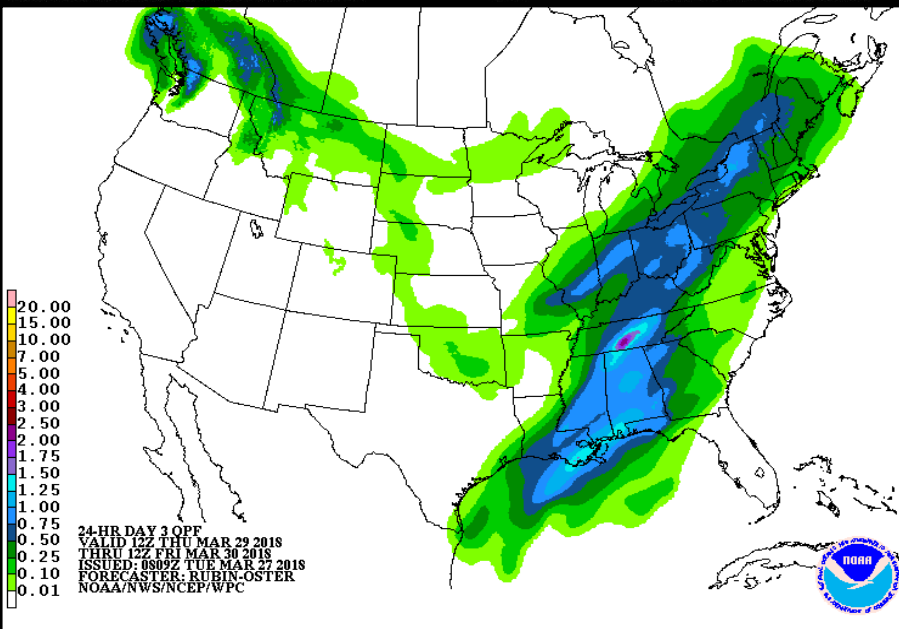 20.00
15.00
10.00
7.00
5.00
4.00
3.00
2.50
2.00
1.75
1.50
1.25
1.00
0.75
0.50
0.25
0.10
0.01
24-HR DAY 3 QPF
VALID 12Z THU MAR 29 2018
THRU 12Z FRI MAR 30 2018
ISSUED: 0809Z TUE MAR 27 2018
FORECASTER: RUBIN-OSTER
NOAA/NWS/NCEP/WPC
NOAA